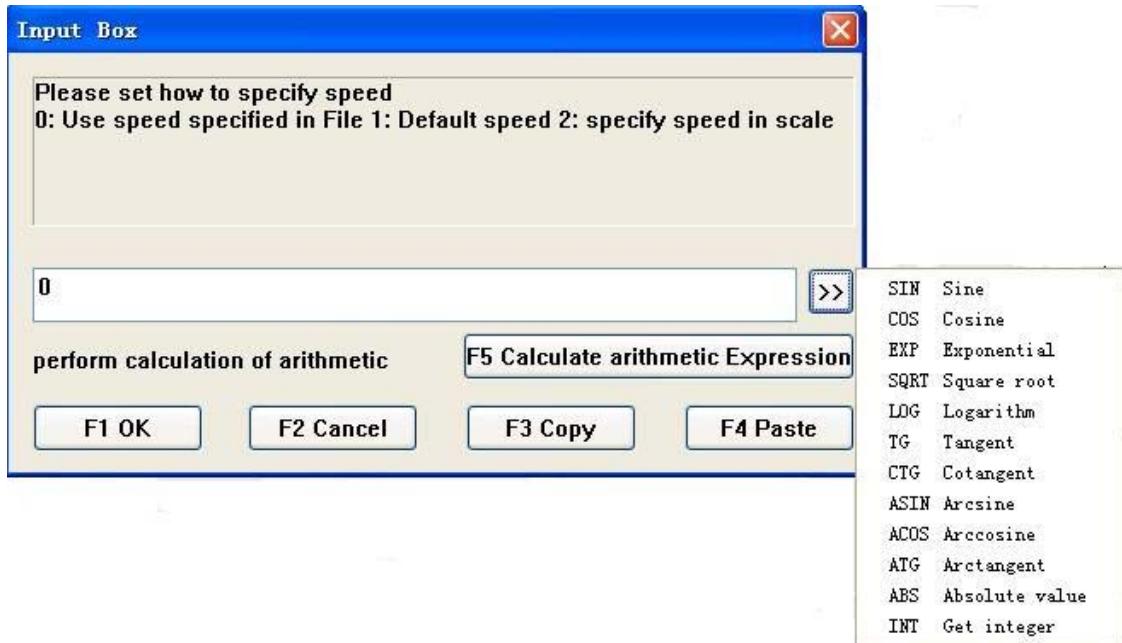 Input Box
Please set how to specify speed
0: Use speed specified in File 1: Default speed 2: specify speed in scale
0
>>
perform calculation of arithmetic
F5 Calculate arithmetic Expression
F1 OK
F2 Cancel
F3 Copy
F4 Paste
SIN Sine
COS Cosine
EXP Exponential
SQRT Square root
LOG Logarithm
TG Tangent
CTG Cotangent
ASIN Arcsine
ACOS Arccosine
ATG Arctangent
ABS Absolute value
INT Get integer